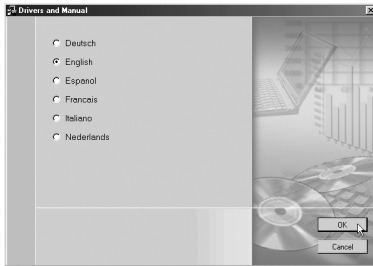 Drivers and Manual
Deutsch
English
Espanol
Francais
Italiano
Nederlands
OK
Cancel